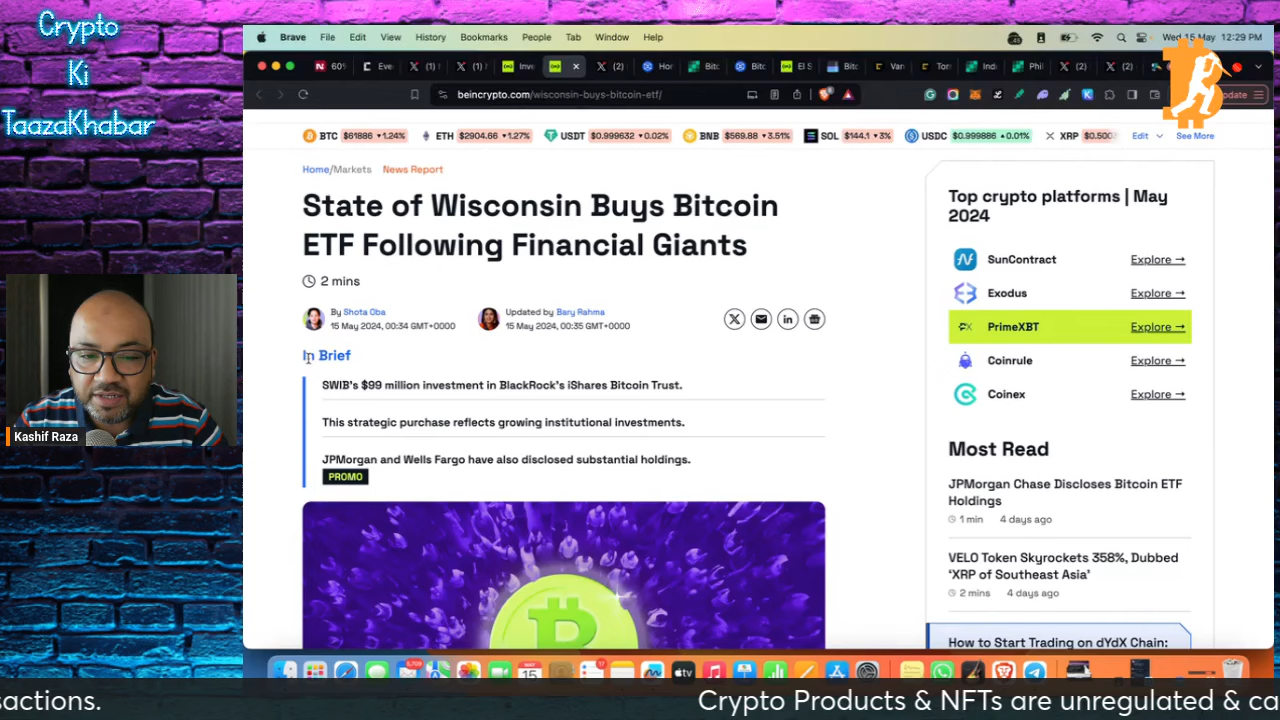 Crypto
Ki
TaazaKhabar
Brave File Edit View History Bookmarks People Tab Window Help
Wed 15 May 12:29 PM
beincrypto.com/wisconsin-buys-bitcoin-etf/
BTC $61886 ▼1.24% ETH $2904.66 ▼1.27% USDT $0.999632 ▼0.02% BNB $569.88 ▼3.51% SOL $144.1 ▼3% USDC $0.999886 ▲0.01% XRP Edit See More
Home/Markets News Report
State of Wisconsin Buys Bitcoin
ETF Following Financial Giants
2 mins
By Shota Oba
15 May 2024, 00:34 GMT+0000
Updated by Bary Rahma
15 May 2024, 00:35 GMT+0000
In Brief
SWIB's $99 million investment in BlackRock's iShares Bitcoin Trust.
This strategic purchase reflects growing institutional investments.
JPMorgan and Wells Fargo have also disclosed substantial holdings.
PROMO
Top crypto platforms | May
2024
SunContract Explore →
Exodus Explore →
PrimeXBT Explore →
Coinrule Explore →
Coinex Explore →
Most Read
JPMorgan Chase Discloses Bitcoin ETF
Holdings
1 min 4 days ago
VELO Token Skyrockets 358%, Dubbed
‘XRP of Southeast Asia’
2 mins 4 days ago
How to Start Trading on dYdX Chain:
Kashif Raza
sactions. Crypto Products & NFTs are unregulated & ca